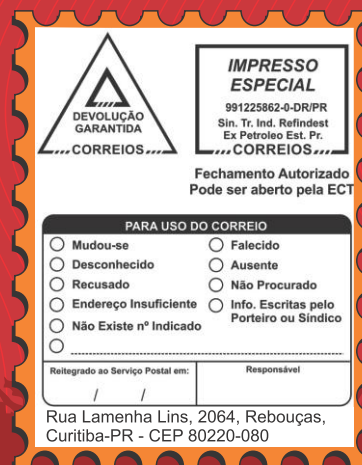 DEVOLUÇÃO
GARANTIDA
CORREIOS
IMPRESSO
ESPECIAL
991225862-0-DR/PR
Sin. Tr. Ind. Refindest
Ex Petroleo Est. Pr.
CORREIOS
Fechamento Autorizado
Pode ser aberto pela ECT
PARA USO DO CORREIO
Mudou-se
Desconhecido
Recusado
Endereço Insuficiente
Não Existe nº Indicado
Falecido
Ausente
Não Procurado
Info. Escritas pelo
Porteiro ou Síndico
Reitegrado ao Serviço Postal em:
/ /
Responsável
Rua Lamenha Lins, 2064, Rebouças,
Curitiba-PR - CEP 80220-080